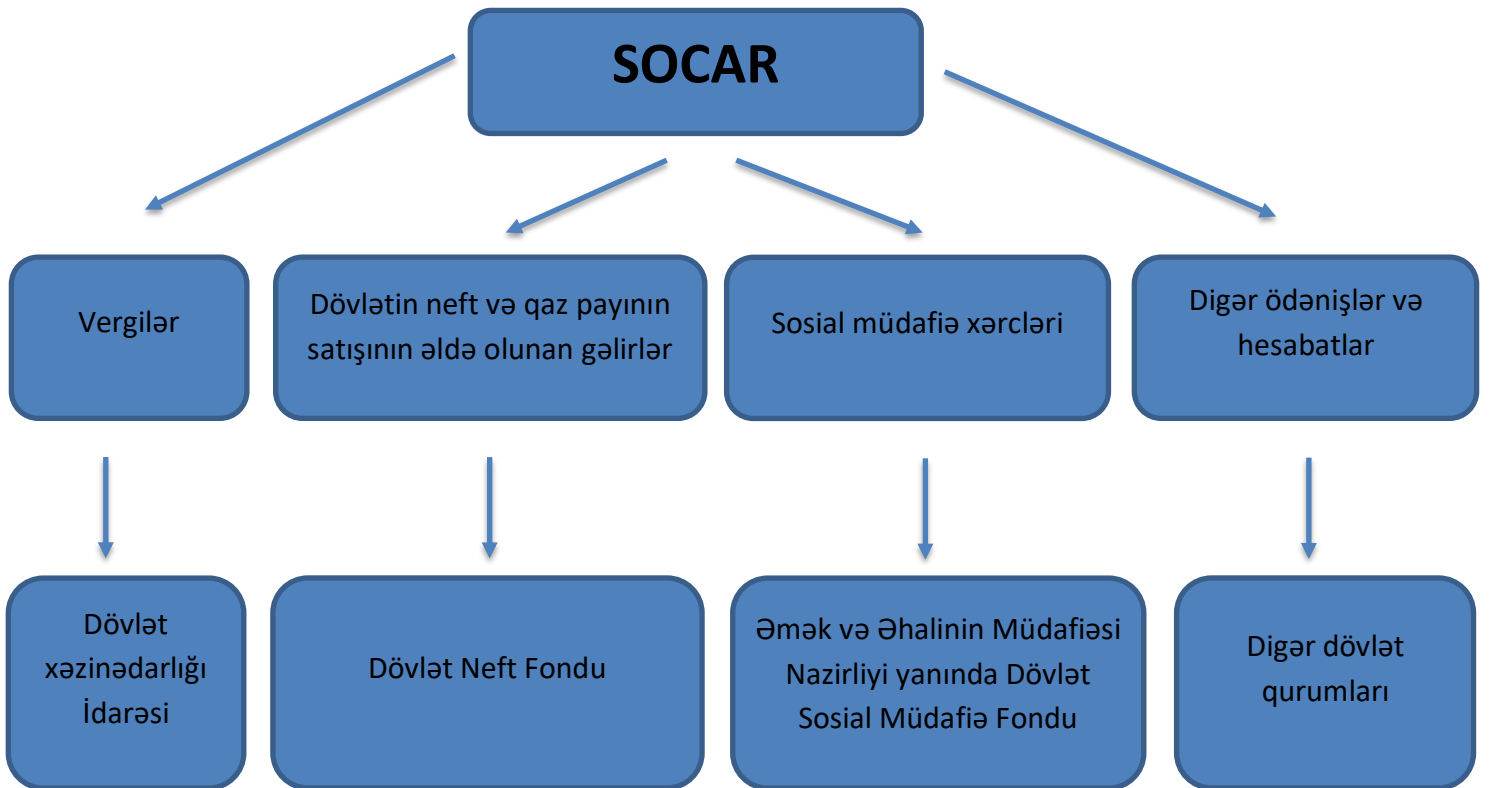 SOCAR
Vergilər
Dövlətin neft və qaz payının
satışının əldə olunan gəlirlər
Sosial müdafiə xərcləri
Digər ödənişlər və
hesabatlar
Dövlət
xəzinədarlığı
İdarəsi
Dövlət Neft Fondu
Əmək və Əhalinin Müdafiəsi
Nazirliyi yanında Dövlət
Sosial Müdafiə Fondu
Digər dövlət
qurumları